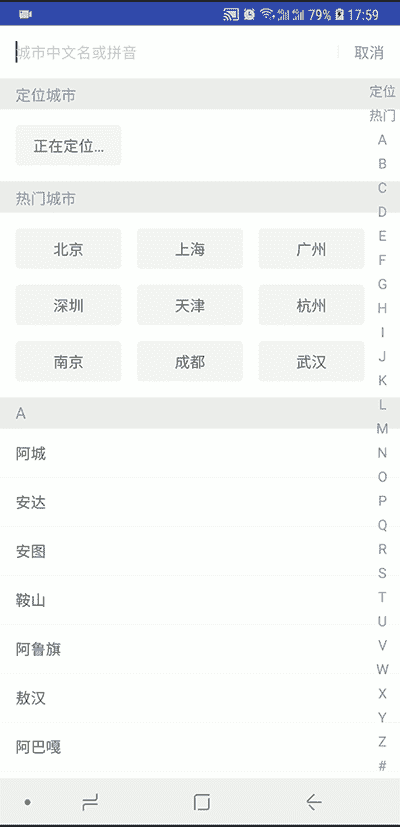 79% 17:59
城市中文名或拼音 取消
定位城市
正在定位...
热门城市
北京 上海 广州
深圳 天津 杭州
南京 成都 武汉
A
阿城
安达
安图
鞍山
阿鲁旗
敖汉
阿巴嘎
定位
热门
A
B
C
D
E
F
G
H
I
J
K
L
M
N
O
P
Q
R
S
T
U
V
W
X
Y
Z
#